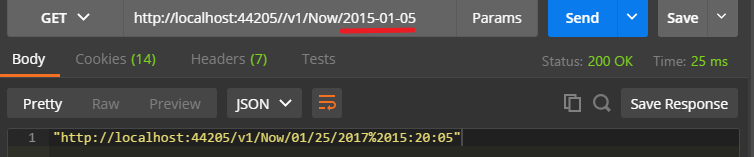 GET http://localhost:44205//v1/Now/2015-01-05 Params Send Save
Body Cookies (14) Headers (7) Tests Status: 200 OK Time: 25 ms
Pretty Raw Preview JSON Save Response
1 "http://localhost:44205/v1/Now/01/25/2017%2015:20:05"